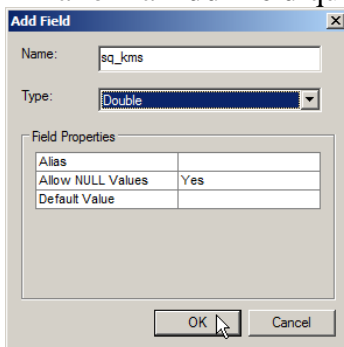 Add Field
Name: sq_kms
Type: Double
Field Properties
Alias
Allow NULL Values Yes
Default Value
OK Cancel